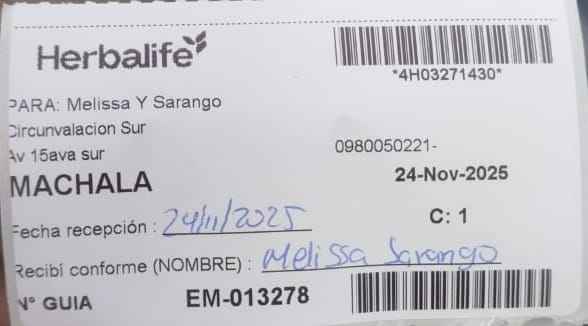 Herbalife
*4H03271430*
PARA: Melissa Y Sarango
Circunvalacion Sur
Av 15ava sur
0980050221-
MACHALA
24-Nov-2025
Fecha recepción : 24/11/2025
C: 1
Recibí conforme (NOMBRE) : Melissa Sarango
N° GUIA EM-013278